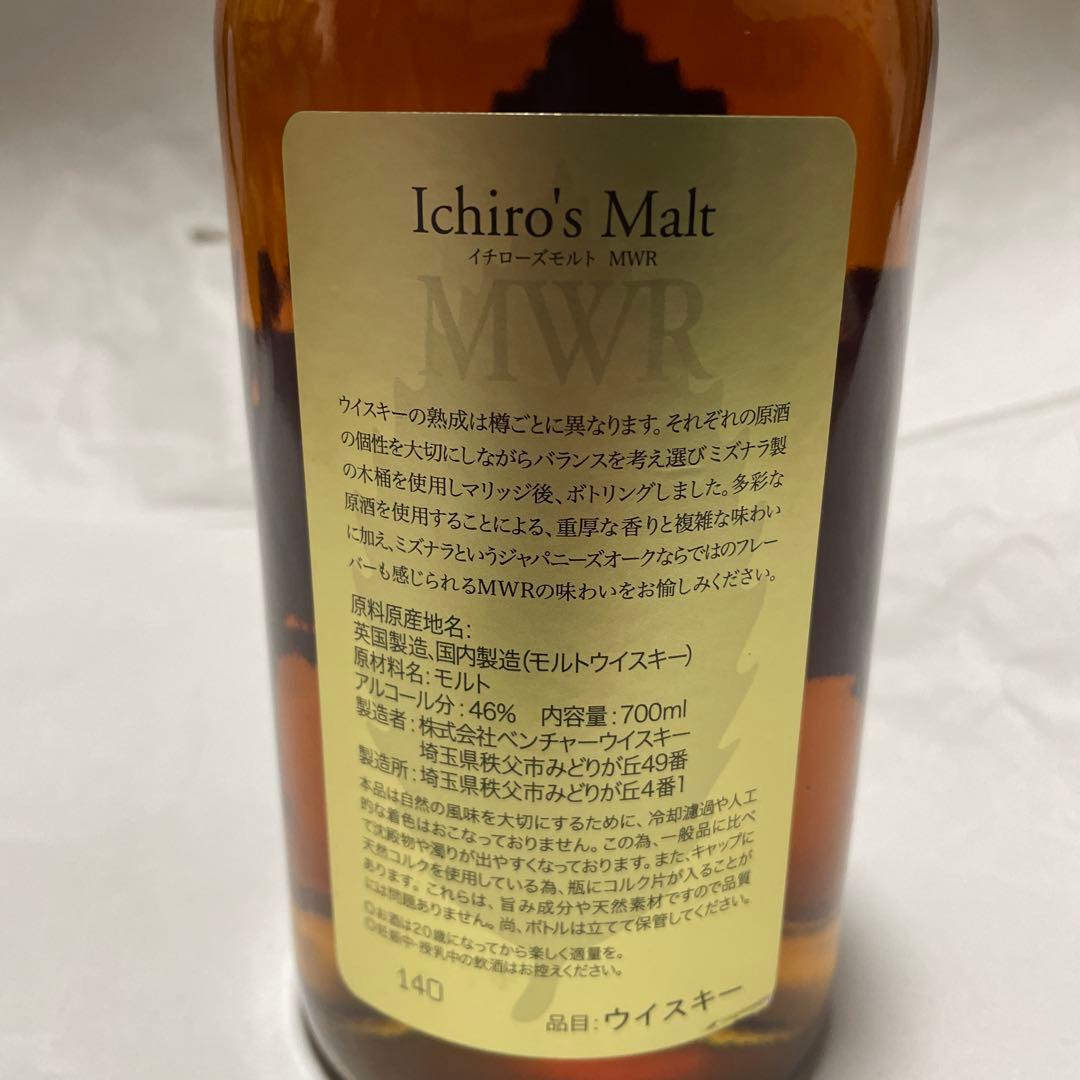 Ichiro's Malt
イチローズモルト MWR
MWR
ウイスキーの熟成は樽ごとに異なります。それぞれの原酒
の個性を大切にしながらバランスを考え選びミズナラ製
の木桶を使用しマリッジ後、ボトリングしました。多彩な
原酒を使用することによる、重厚な香りと複雑な味わい
に加え、ミズナラというジャパニーズオークならではのフレー
バーも感じられるMWRの味わいをお愉しみください。
原料原産地名:
英国製造、国内製造(モルトウイスキー)
原材料名:モルト
アルコール分:46% 内容量:700ml
製造者:株式会社ベンチャーウイスキー
埼玉県秩父市みどりが丘49番
製造所:埼玉県秩父市みどりが丘4番1
本品は自然の風味を大切にするために、冷却濾過や人工
的な着色はおこなっておりません。この為、一般品に比べ
て沈殿物や濁りが出やすくなっております。また、キャップに
天然コルクを使用している為、瓶にコルク片が入ることが
あります。これらは、旨み成分や天然素材ですので品質
には問題ありません。尚、ボトルは立てて保管してください。
◎お酒は20歳になってから楽しく適量を。
◎妊娠中・授乳中の飲酒はお控えください。
140
品目:ウイスキー